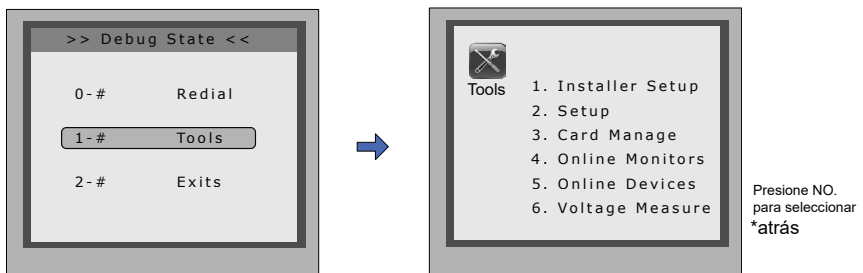 >> Debug State <<
0-# Redial
1-# Tools
2-# Exits
Tools
1. Installer Setup
2. Setup
3. Card Manage
4. Online Monitors
5. Online Devices
6. Voltage Measure
Presione NO.
para seleccionar
*atrás